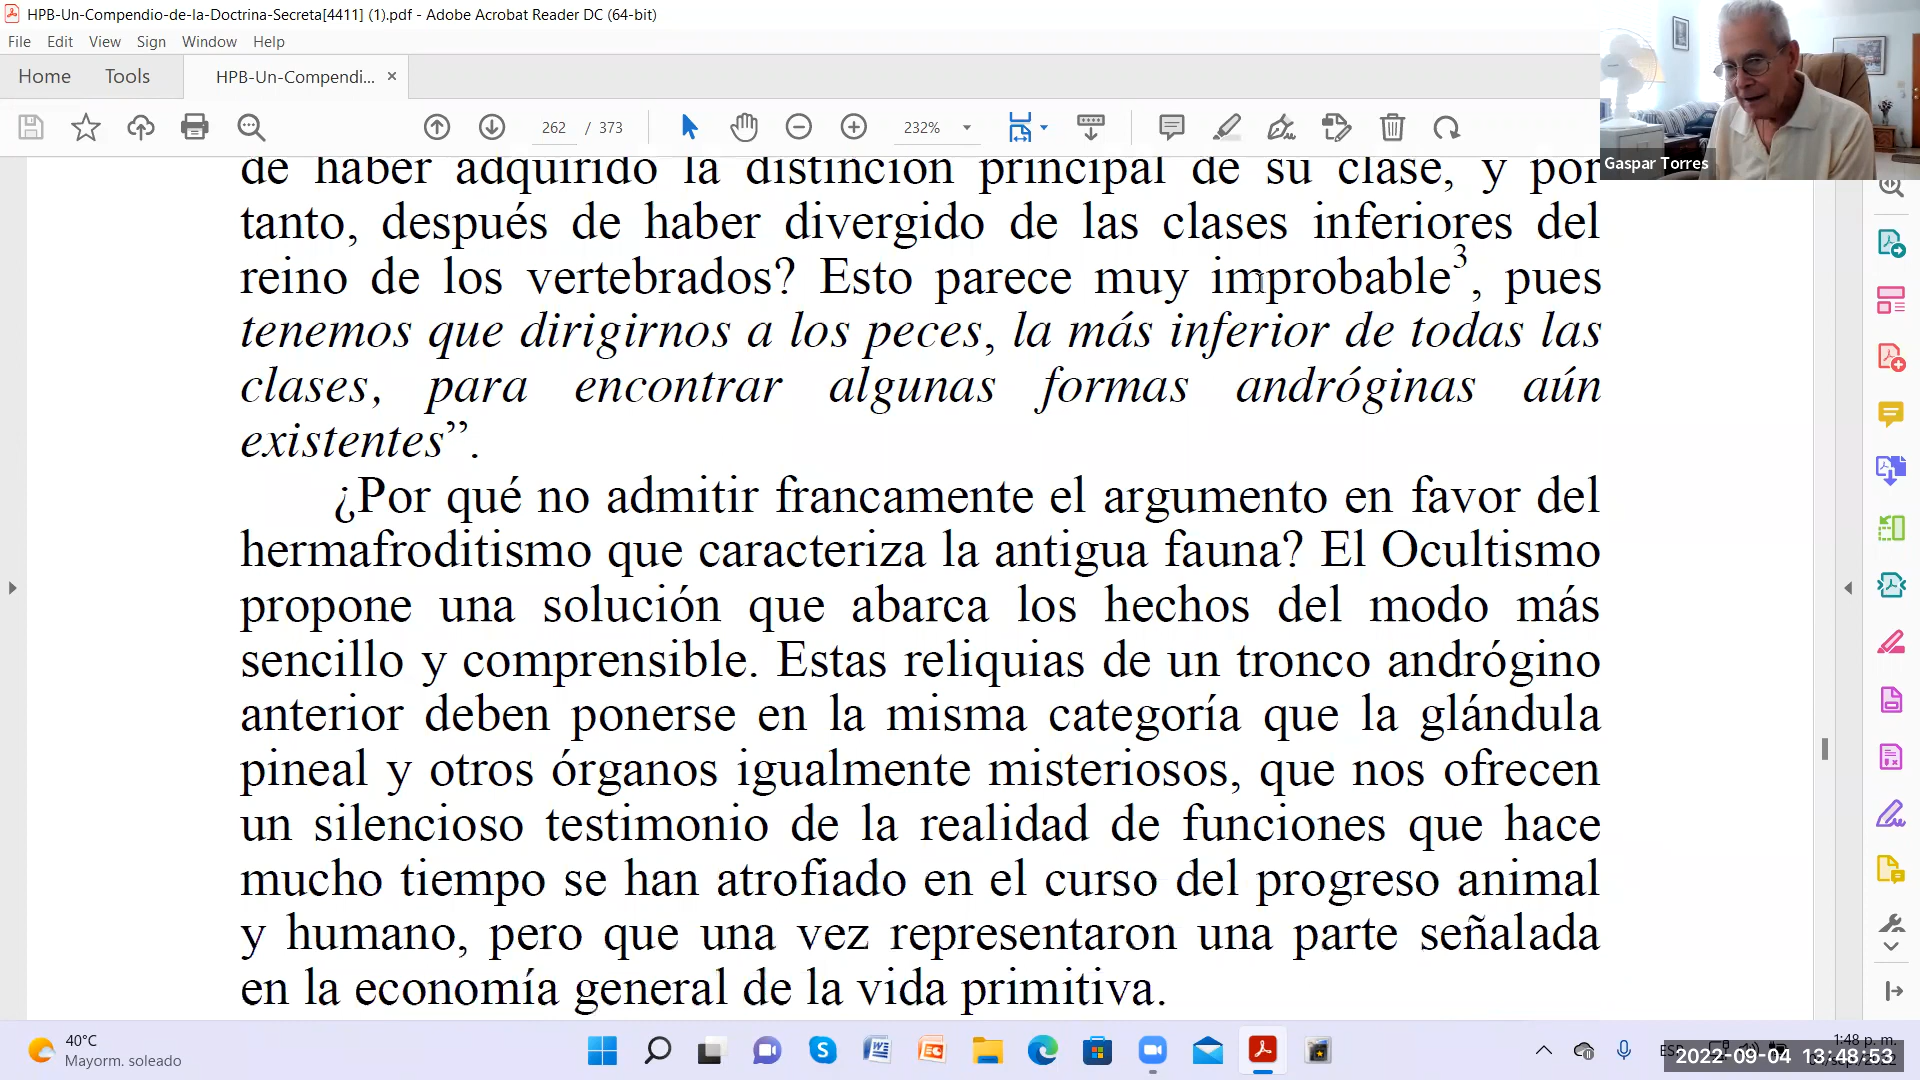 HPB-Un-Compendio-de-la-Doctrina-Secreta[4411] (1).pdf - Adobe Acrobat Reader DC (64-bit)
File Edit View Sign Window Help
Home Tools HPB-Un-Compendi... ×
262 / 373 232%
Gaspar Torres
de haber adquirido la distinción principal de su clase, y por
tanto, después de haber divergido de las clases inferiores del
reino de los vertebrados? Esto parece muy improbable3, pues
tenemos que dirigirnos a los peces, la más inferior de todas las
clases, para encontrar algunas formas andróginas aún
existentes”.
¿Por qué no admitir francamente el argumento en favor del
hermafroditismo que caracteriza la antigua fauna? El Ocultismo
propone una solución que abarca los hechos del modo más
sencillo y comprensible. Estas reliquias de un tronco andrógino
anterior deben ponerse en la misma categoría que la glándula
pineal y otros órganos igualmente misteriosos, que nos ofrecen
un silencioso testimonio de la realidad de funciones que hace
mucho tiempo se han atrofiado en el curso del progreso animal
y humano, pero que una vez representaron una parte señalada
en la economía general de la vida primitiva.
40°C
Mayorm. soleado
1:48 p. m.
2022-09-04 13:48:53